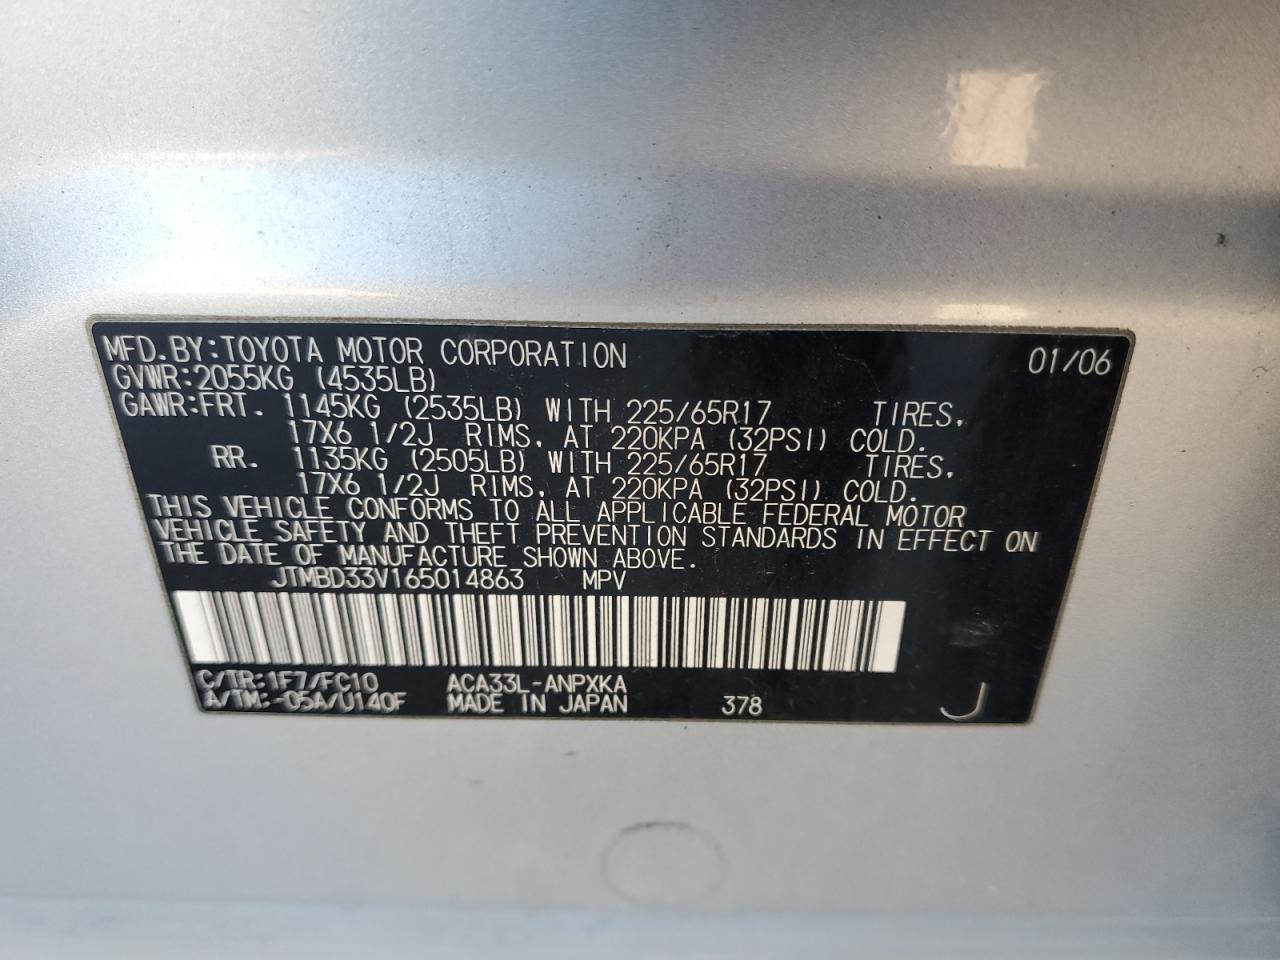 MFD.BY:TOYOTA MOTOR CORPORATION 01/06
GVWR:2055KG (4535LB)
GAWR:FRT. 1145KG (2535LB) WITH 225/65R17 TIRES,
17X6 1/2J RIMS, AT 220KPA (32PSI) COLD.
RR. 1135KG (2505LB) WITH 225/65R17 TIRES,
17X6 1/2J RIMS, AT 220KPA (32PSI) COLD.
THIS VEHICLE CONFORMS TO ALL APPLICABLE FEDERAL MOTOR
VEHICLE SAFETY AND THEFT PREVENTION STANDARDS IN EFFECT ON
THE DATE OF MANUFACTURE SHOWN ABOVE.
JTMBD33V165014863 MPV
C/TR:1F7/FC10 ACA33L-ANPXKA
A/TM:-05A/U140F MADE IN JAPAN 378 J